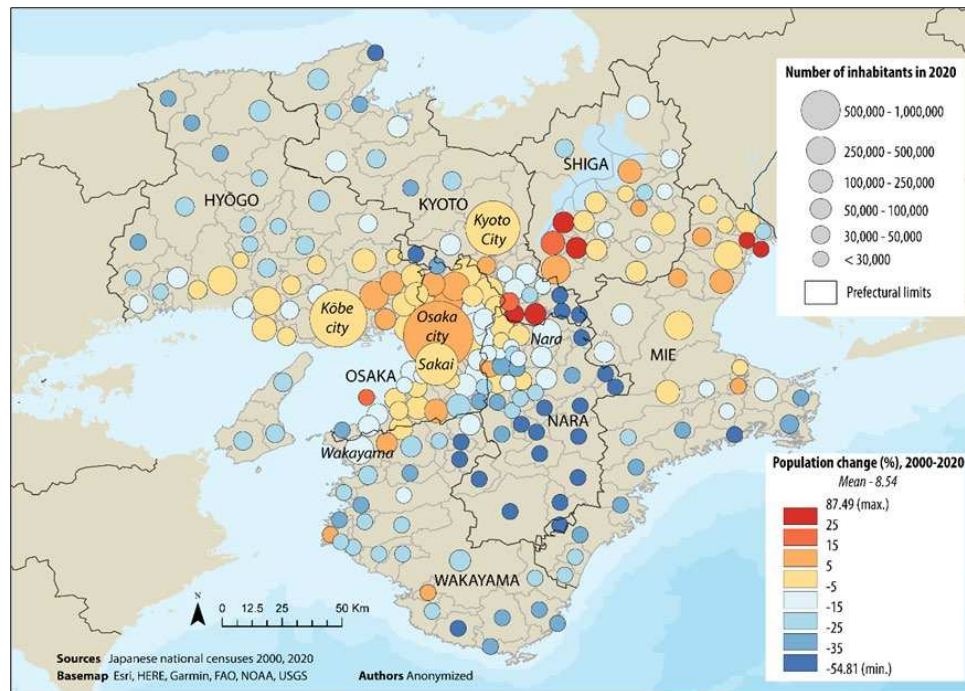 Number of inhabitants in 2020
500,000 - 1,000,000
250,000 - 500,000
100,000 - 250,000
50,000 - 100,000
30,000 - 50,000
< 30,000
Prefectural limits
SHIGA
HYŌGO
KYOTO
Kyoto
City
Kōbe
city
Osaka
city
Sakai
Nara
MIE
OSAKA
NARA
Wakayama
WAKAYAMA
Population change (%), 2000-2020
Mean - 8.54
87.49 (max.)
25
15
5
-5
-15
-25
-35
-54.81 (min.)
N
0 12.5 25 50 Km
Sources Japanese national censuses 2000, 2020
Basemap Esri, HERE, Garmin, FAO, NOAA, USGS Authors Anonymized